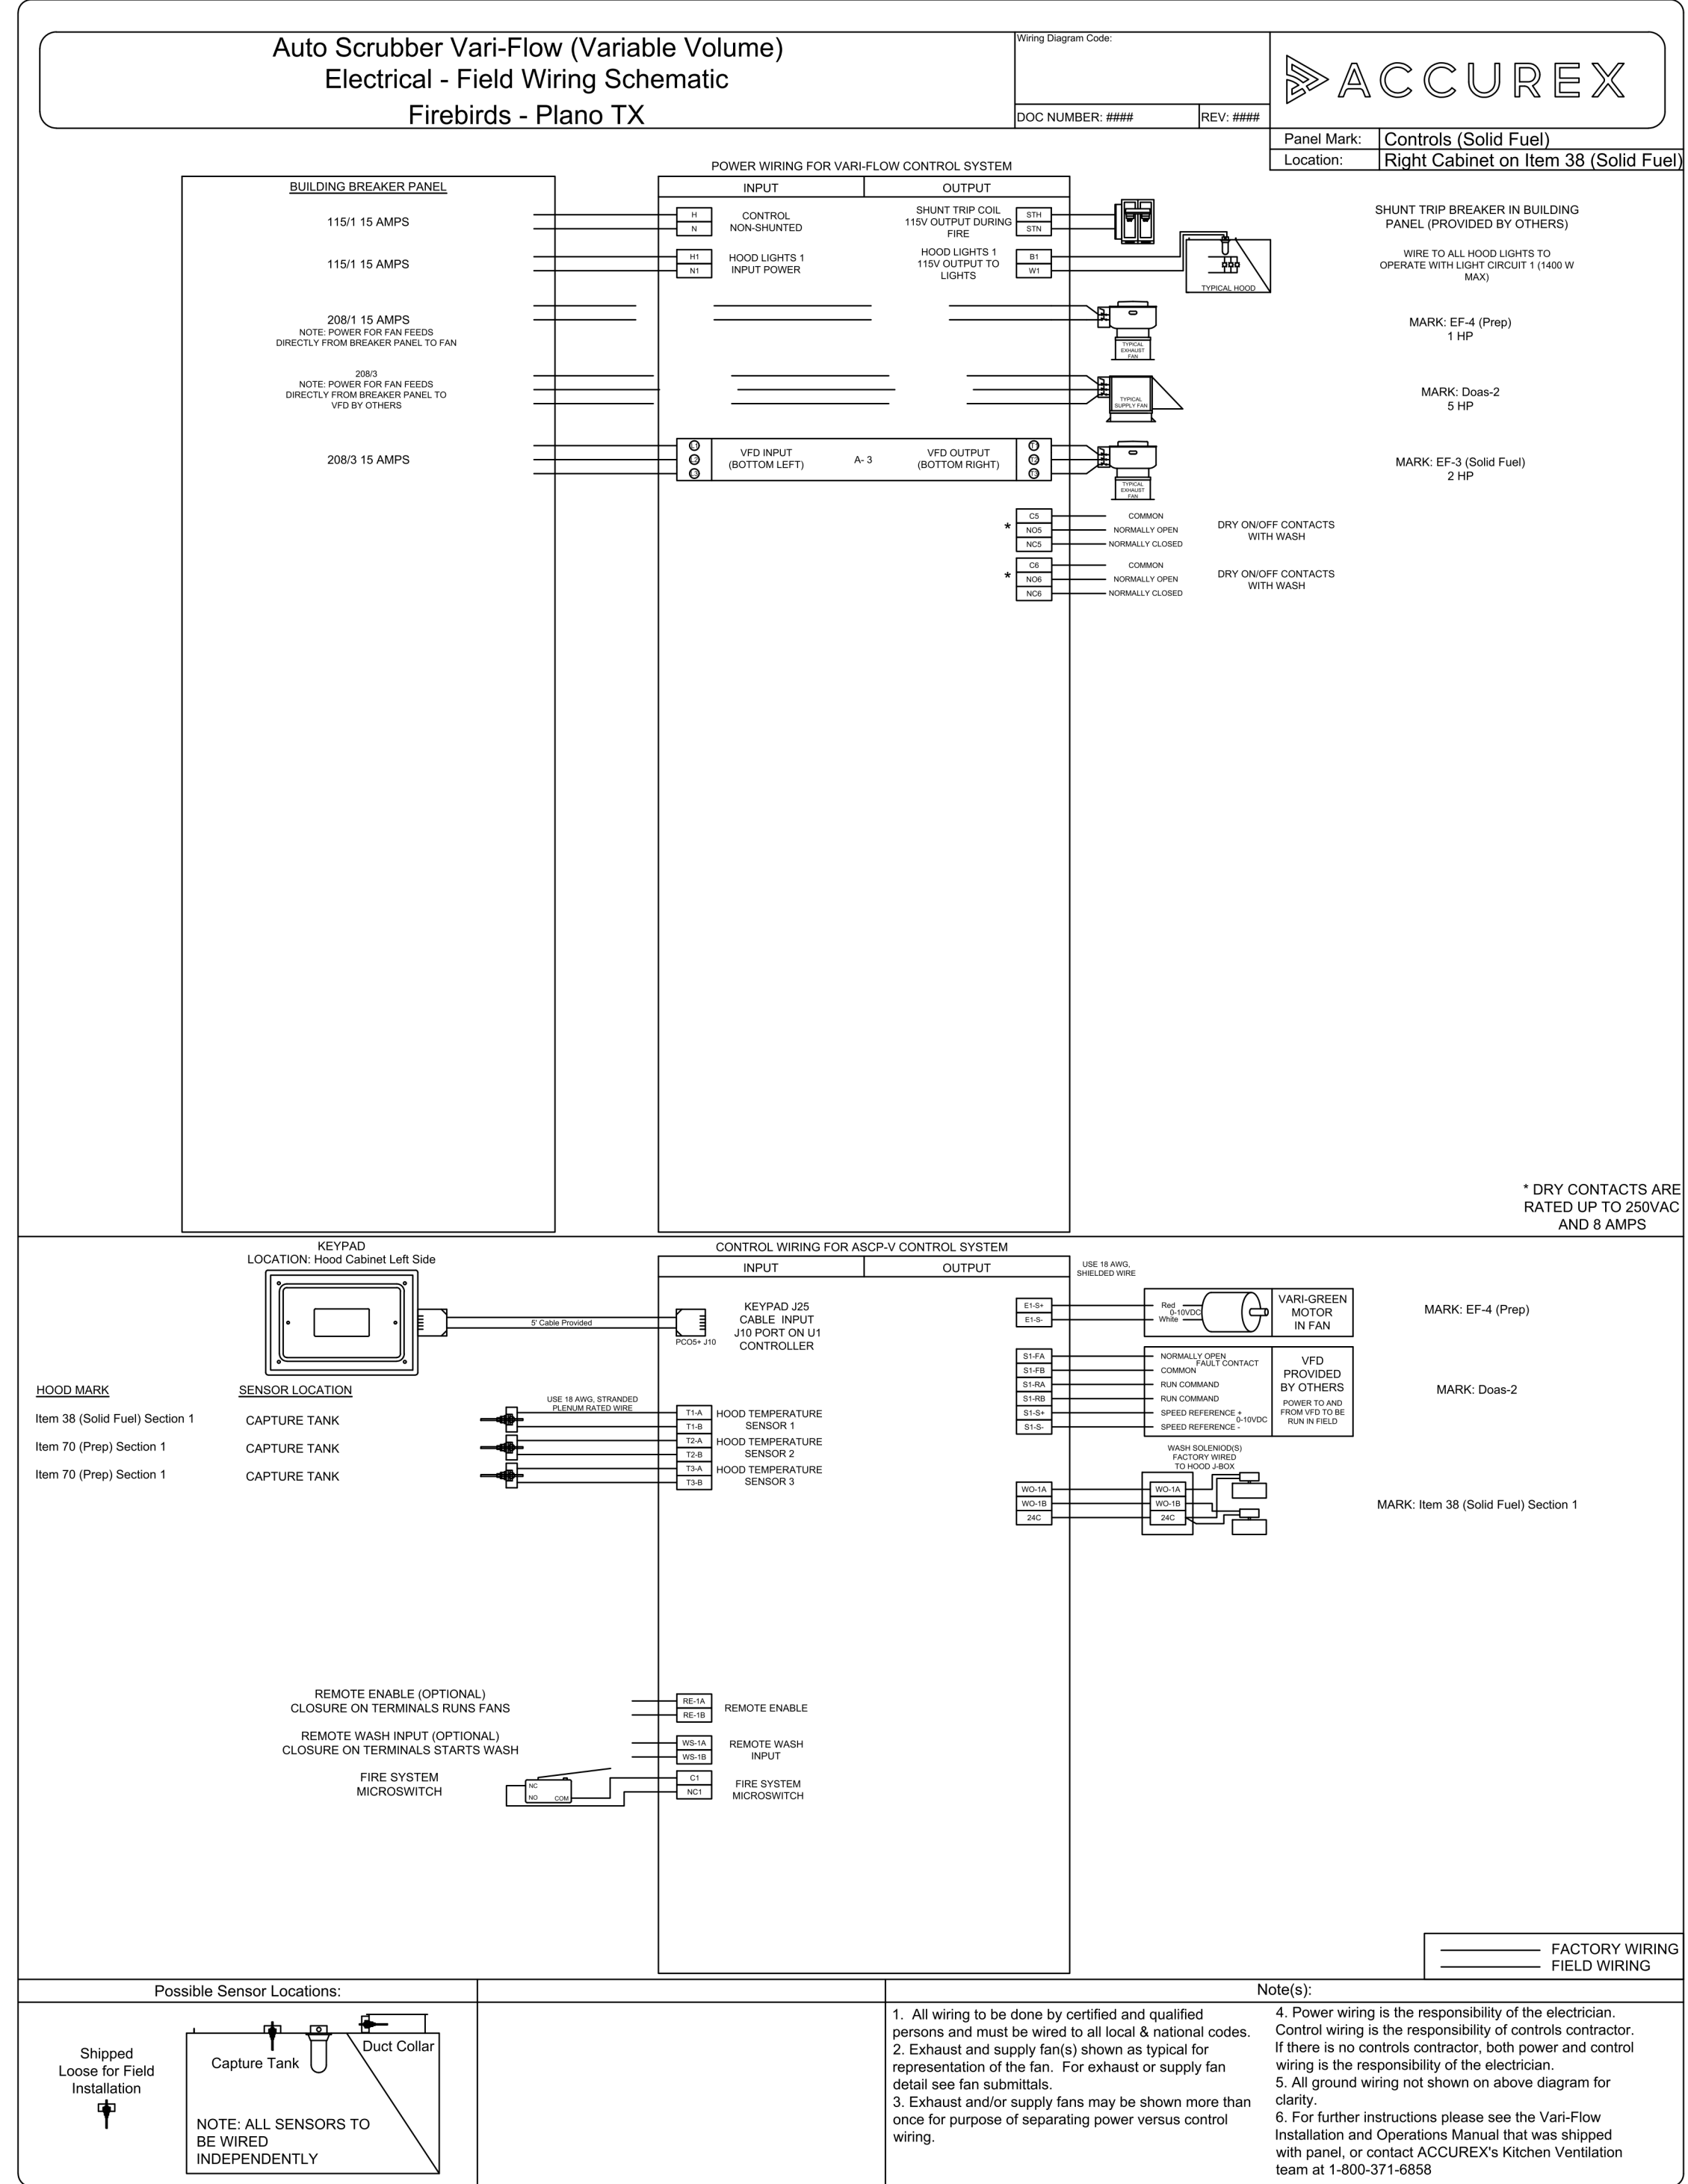 Auto Scrubber Vari-Flow (Variable Volume)
Electrical - Field Wiring Schematic
Firebirds - Plano TX
Wiring Diagram Code:
DOC NUMBER: ####
REV: ####
ACCUREX
Panel Mark:
Controls (Solid Fuel)
Location:
Right Cabinet on Item 38 (Solid Fuel)
POWER WIRING FOR VARI-FLOW CONTROL SYSTEM
BUILDING BREAKER PANEL
INPUT
OUTPUT
115/1 15 AMPS
H
N
CONTROL
NON-SHUNTED
SHUNT TRIP COIL
115V OUTPUT DURING
FIRE
STH
STN
SHUNT TRIP BREAKER IN BUILDING
PANEL (PROVIDED BY OTHERS)
115/1 15 AMPS
H1
N1
HOOD LIGHTS 1
INPUT POWER
HOOD LIGHTS 1
115V OUTPUT TO
LIGHTS
B1
W1
TYPICAL HOOD
WIRE TO ALL HOOD LIGHTS TO
OPERATE WITH LIGHT CIRCUIT 1 (1400 W
MAX)
208/1 15 AMPS
NOTE: POWER FOR FAN FEEDS
DIRECTLY FROM BREAKER PANEL TO FAN
TYPICAL
EXHAUST
FAN
MARK: EF-4 (Prep)
1 HP
208/3
NOTE: POWER FOR FAN FEEDS
DIRECTLY FROM BREAKER PANEL TO
VFD BY OTHERS
TYPICAL
SUPPLY FAN
MARK: Doas-2
5 HP
208/3 15 AMPS
L1
L2
L3
VFD INPUT
(BOTTOM LEFT)
A- 3
VFD OUTPUT
(BOTTOM RIGHT)
T1
T2
T3
TYPICAL
EXHAUST
FAN
MARK: EF-3 (Solid Fuel)
2 HP
*
C5
NO5
NC5
COMMON
NORMALLY OPEN
NORMALLY CLOSED
DRY ON/OFF CONTACTS
WITH WASH
*
C6
NO6
NC6
COMMON
NORMALLY OPEN
NORMALLY CLOSED
DRY ON/OFF CONTACTS
WITH WASH
* DRY CONTACTS ARE
RATED UP TO 250VAC
AND 8 AMPS
KEYPAD
LOCATION: Hood Cabinet Left Side
CONTROL WIRING FOR ASCP-V CONTROL SYSTEM
INPUT
OUTPUT
USE 18 AWG,
SHIELDED WIRE
5' Cable Provided
PCO5+ J10
KEYPAD J25
CABLE INPUT
J10 PORT ON U1
CONTROLLER
E1-S+
E1-S-
Red
0-10VDC
White
VARI-GREEN
MOTOR
IN FAN
MARK: EF-4 (Prep)
S1-FA
S1-FB
S1-RA
S1-RB
S1-S+
S1-S-
NORMALLY OPEN
FAULT CONTACT
COMMON
RUN COMMAND
RUN COMMAND
SPEED REFERENCE +
0-10VDC
SPEED REFERENCE -
VFD
PROVIDED
BY OTHERS
POWER TO AND
FROM VFD TO BE
RUN IN FIELD
MARK: Doas-2
HOOD MARK
SENSOR LOCATION
USE 18 AWG, STRANDED
PLENUM RATED WIRE
Item 38 (Solid Fuel) Section 1
CAPTURE TANK
T1-A
T1-B
HOOD TEMPERATURE
SENSOR 1
Item 70 (Prep) Section 1
CAPTURE TANK
T2-A
T2-B
HOOD TEMPERATURE
SENSOR 2
Item 70 (Prep) Section 1
CAPTURE TANK
T3-A
T3-B
HOOD TEMPERATURE
SENSOR 3
WASH SOLENIOD(S)
FACTORY WIRED
TO HOOD J-BOX
WO-1A
WO-1B
24C
WO-1A
WO-1B
24C
MARK: Item 38 (Solid Fuel) Section 1
REMOTE ENABLE (OPTIONAL)
CLOSURE ON TERMINALS RUNS FANS
RE-1A
RE-1B
REMOTE ENABLE
REMOTE WASH INPUT (OPTIONAL)
CLOSURE ON TERMINALS STARTS WASH
WS-1A
WS-1B
REMOTE WASH
INPUT
FIRE SYSTEM
MICROSWITCH
NC
NO
COM
C1
NC1
FIRE SYSTEM
MICROSWITCH
FACTORY WIRING
FIELD WIRING
Possible Sensor Locations:
Shipped
Loose for Field
Installation
Capture Tank
Duct Collar
NOTE: ALL SENSORS TO
BE WIRED
INDEPENDENTLY
Note(s):
1. All wiring to be done by certified and qualified
persons and must be wired to all local & national codes.
2. Exhaust and supply fan(s) shown as typical for
representation of the fan. For exhaust or supply fan
detail see fan submittals.
3. Exhaust and/or supply fans may be shown more than
once for purpose of separating power versus control
wiring.
4. Power wiring is the responsibility of the electrician.
Control wiring is the responsibility of controls contractor.
If there is no controls contractor, both power and control
wiring is the responsibility of the electrician.
5. All ground wiring not shown on above diagram for
clarity.
6. For further instructions please see the Vari-Flow
Installation and Operations Manual that was shipped
with panel, or contact ACCUREX's Kitchen Ventilation
team at 1-800-371-6858